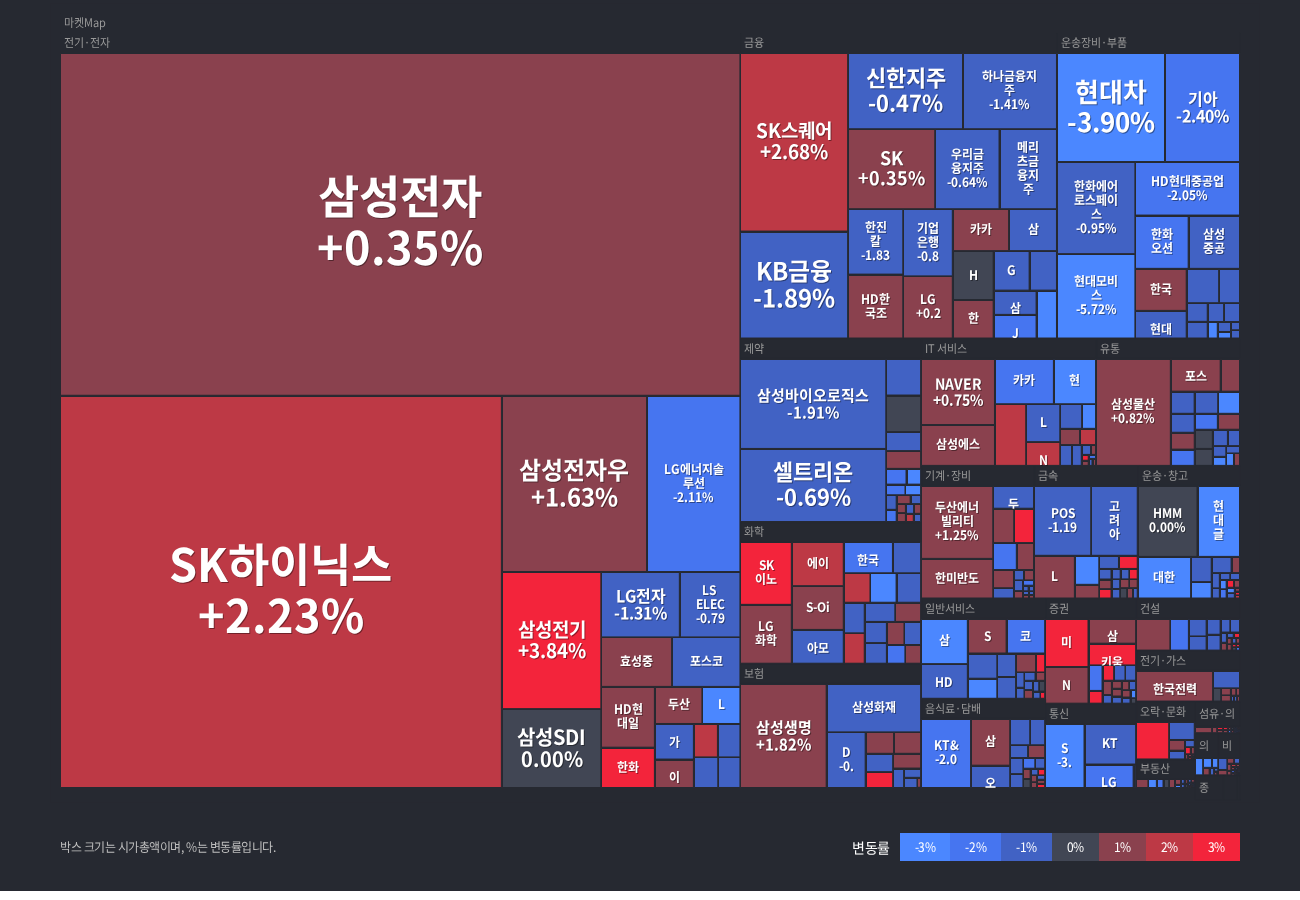 마켓Map
전기·전자
삼성전자
+0.35%
SK하이닉스
+2.23%
삼성전자우
+1.63%
LG에너지솔
루션
-2.11%
삼성전기
+3.84%
삼성SDI
0.00%
LG전자
-1.31%
LS
ELEC
-0.79
효성중
포스코
HD현
대일
두산
L
한화
가
이
금융
SK스퀘어
+2.68%
KB금융
-1.89%
신한지주
-0.47%
하나금융지
주
-1.41%
SK
+0.35%
우리금
융지주
-0.64%
메리
츠금
융지
주
한진
칼
-1.83
기업
은행
-0.8
카카
삼
HD한
국조
LG
+0.2
H
한
G
삼
J
운송장비·부품
현대차
-3.90%
기아
-2.40%
한화에어
로스페이
스
-0.95%
HD현대중공업
-2.05%
한화
오션
삼성
중공
현대모비
스
-5.72%
한국
현대
제약
삼성바이오로직스
-1.91%
셀트리온
-0.69%
IT 서비스
NAVER
+0.75%
카카
현
삼성에스
L
N
유통
삼성물산
+0.82%
포스
기계·장비
두산에너
빌리티
+1.25%
두
한미반도
금속
POS
-1.19
고
려
아
L
운송·창고
HMM
0.00%
현
대
글
대한
화학
SK
이노
에이
한국
LG
화학
S-Oi
아모
일반서비스
삼
S
코
HD
증권
미
삼
키움
N
건설
전기·가스
한국전력
보험
삼성생명
+1.82%
삼성화재
D
-0.
음식료·담배
KT&
-2.0
삼
오
통신
S
-3.
KT
LG
오락·문화
섬유·의
의
비
부동산
종
박스 크기는 시가총액이며, %는 변동률입니다.
변동률
-3%
-2%
-1%
0%
1%
2%
3%